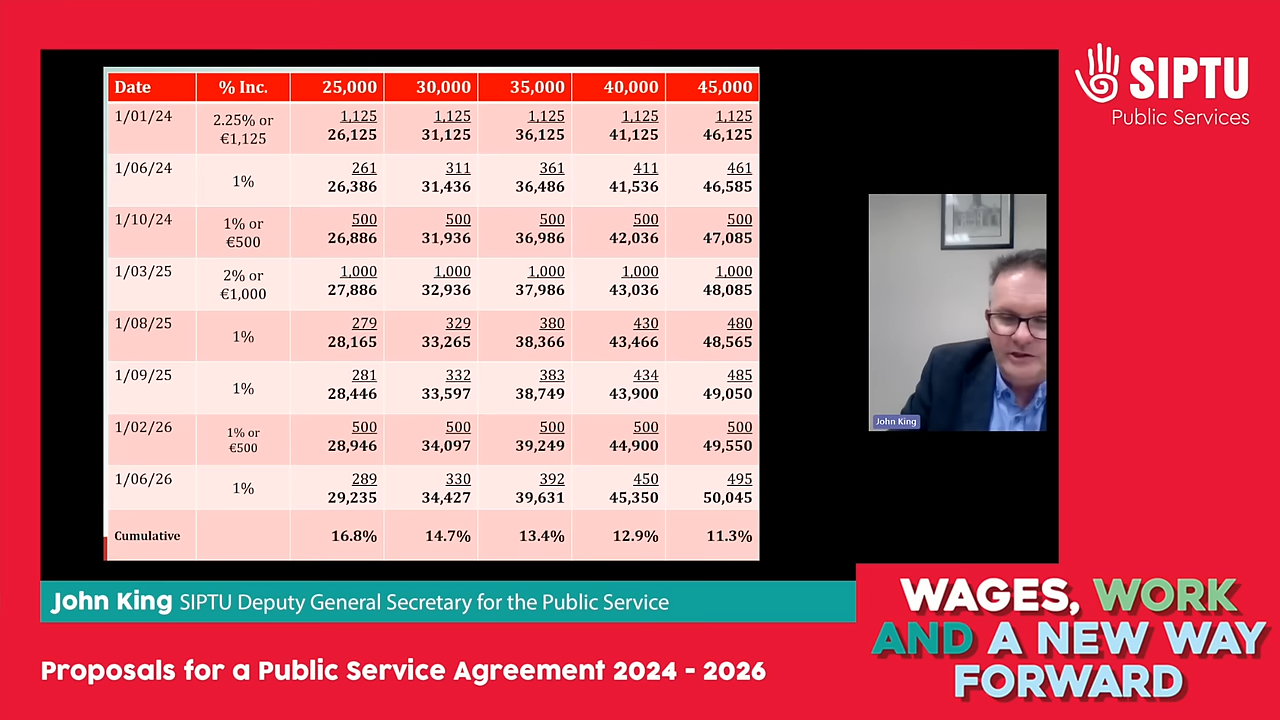 Date % Inc. 25,000 30,000 35,000 40,000 45,000
1/01/24 2.25% or €1,125 1,125 1,125 1,125 1,125 1,125
26,125 31,125 36,125 41,125 46,125
1/06/24 1% 261 311 361 411 461
26,386 31,436 36,486 41,536 46,585
1/10/24 1% or €500 500 500 500 500 500
26,886 31,936 36,986 42,036 47,085
1/03/25 2% or €1,000 1,000 1,000 1,000 1,000 1,000
27,886 32,936 37,986 43,036 48,085
1/08/25 1% 279 329 380 430 480
28,165 33,265 38,366 43,466 48,565
1/09/25 1% 281 332 383 434 485
28,446 33,597 38,749 43,900 49,050
1/02/26 1% or €500 500 500 500 500 500
28,946 34,097 39,249 44,900 49,550
1/06/26 1% 289 330 392 450 495
29,235 34,427 39,631 45,350 50,045
Cumulative 16.8% 14.7% 13.4% 12.9% 11.3%
SIPTU
Public Services
John King
John King SIPTU Deputy General Secretary for the Public Service
Proposals for a Public Service Agreement 2024 - 2026
WAGES, WORK
AND A NEW WAY
FORWARD